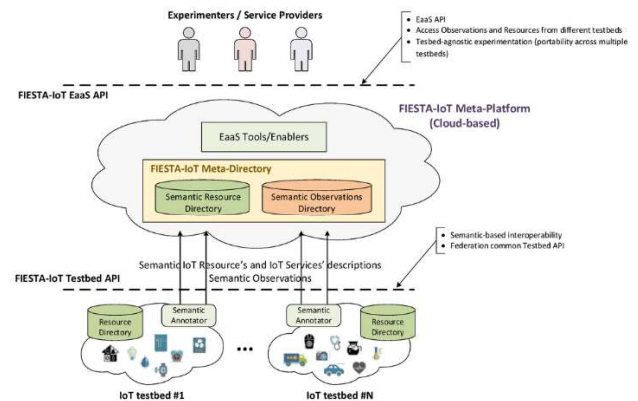 Experimenters / Service Providers
• EaaS API
• Access Observations and Resources from different testbeds
• Tesbed-agnostic experimentation (portability across multiple
testbeds)
FIESTA-IoT EaaS API
FIESTA-IoT Meta-Platform
(Cloud-based)
EaaS Tools/Enablers
FIESTA-IoT Meta-Directory
Semantic Resource
Directory
Semantic Observations
Directory
• Semantic-based interoperability
• Federation common Testbed API
Semantic IoT Resource's and IoT Services' descriptions
Semantic Observations
FIESTA-IoT Testbed API
Resource
Directory
Semantic
Annotator
...
Semantic
Annotator
Resource
Directory
IoT testbed #1
IoT testbed #N